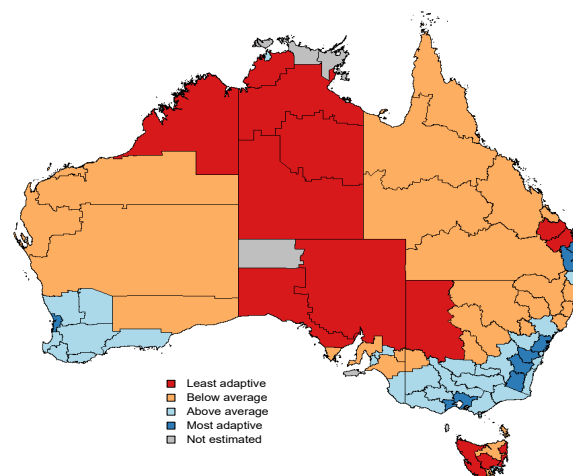 Least adaptive
Below average
Above average
Most adaptive
Not estimated